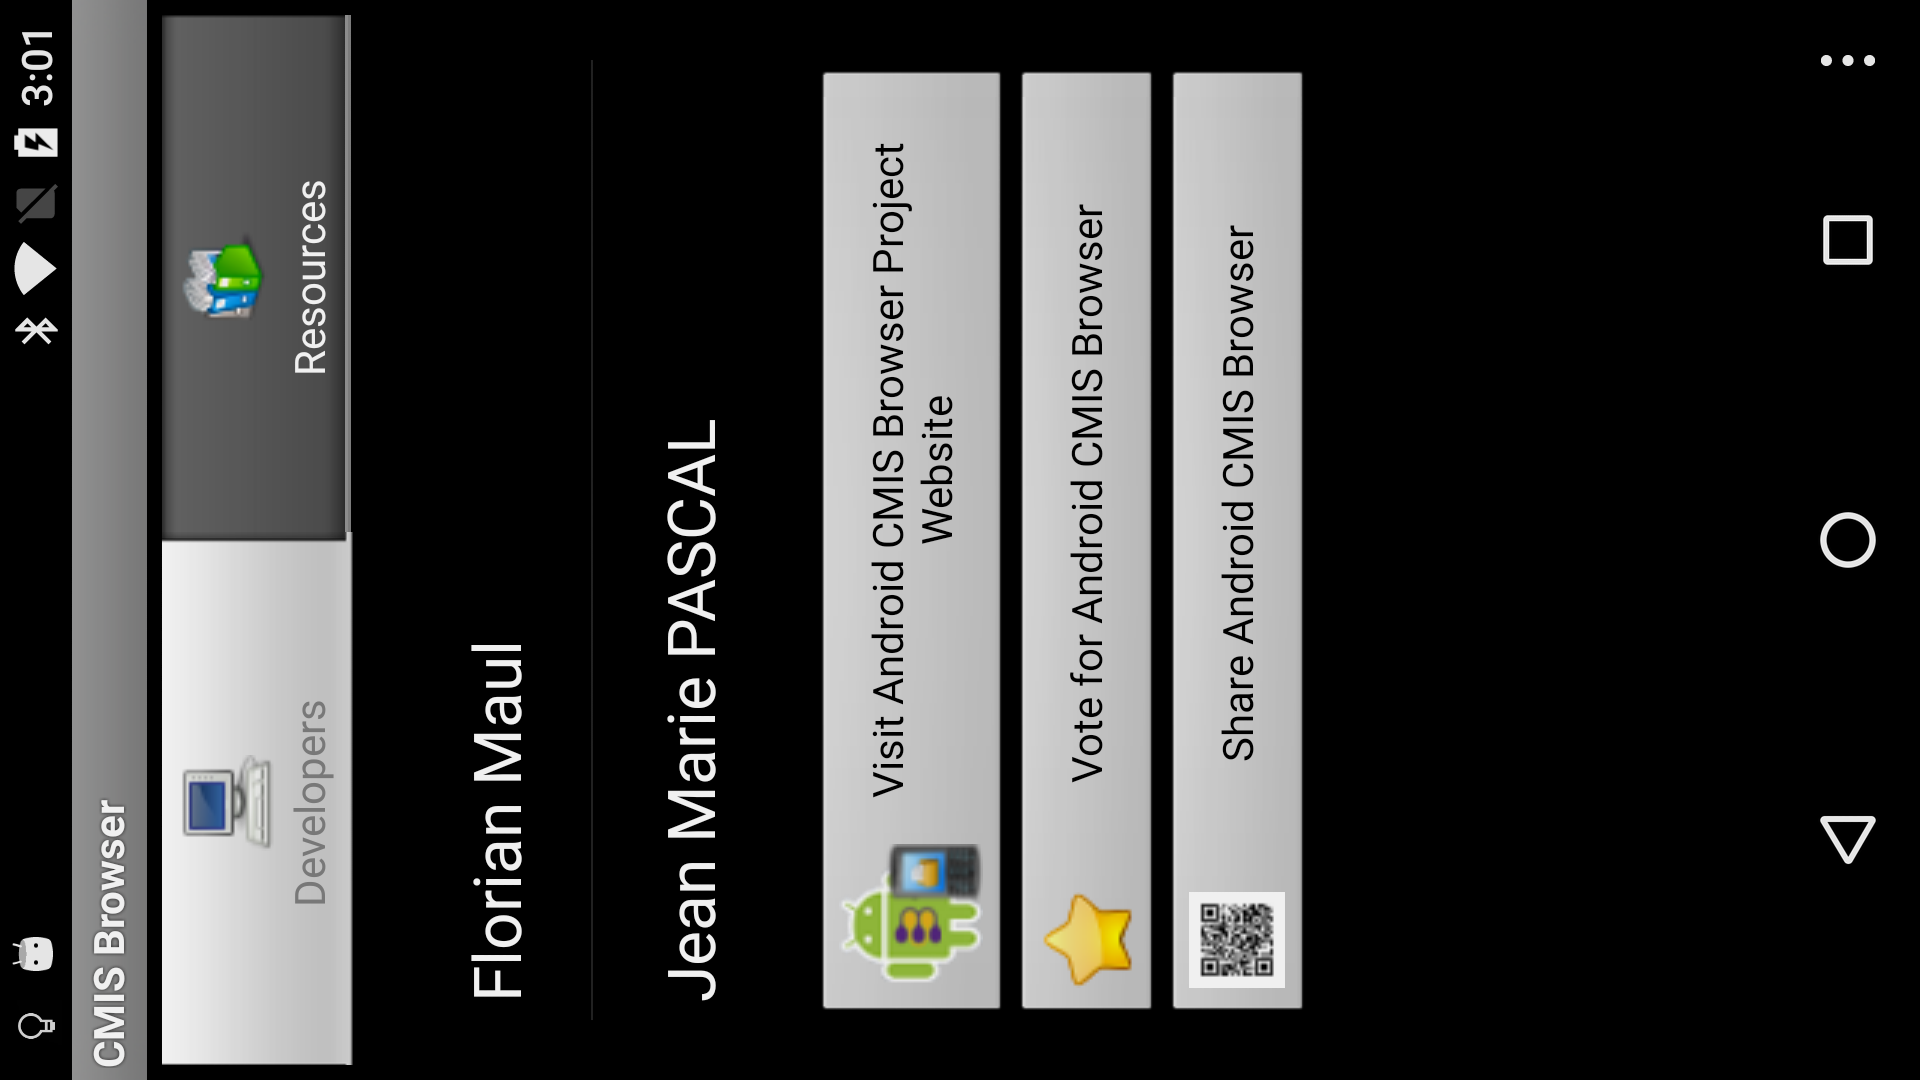 3:01
CMIS Browser
Developers
Resources
Florian Maul
Jean Marie PASCAL
Visit Android CMIS Browser Project
Website
Vote for Android CMIS Browser
Share Android CMIS Browser